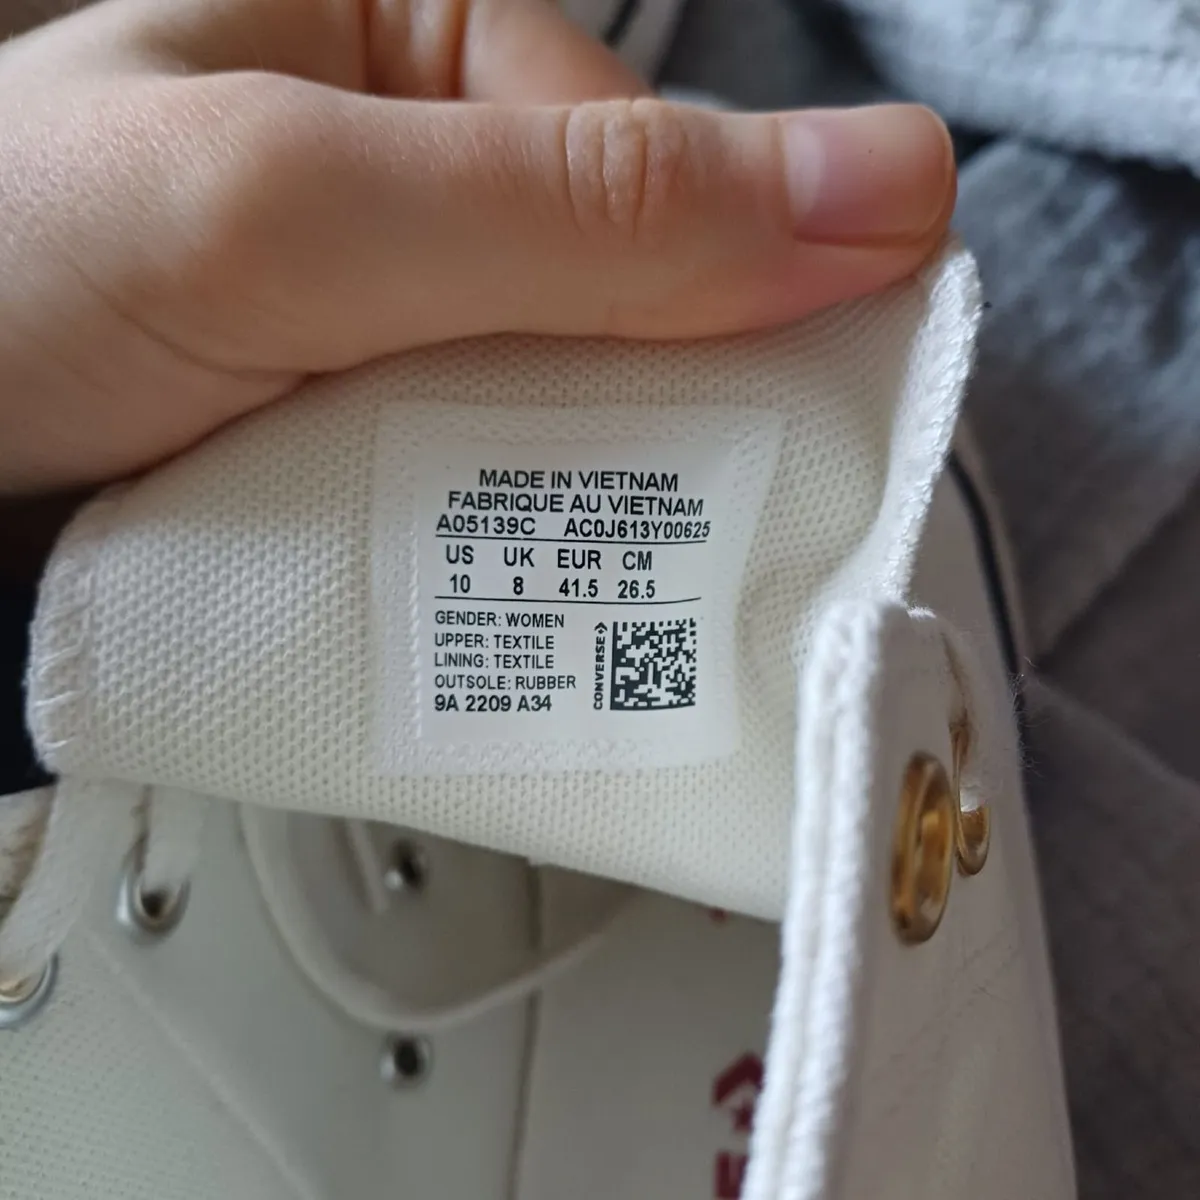 MADE IN VIETNAM
FABRIQUE AU VIETNAM
A05139C AC0J613Y00625
US UK EUR CM
10 8 41.5 26.5
GENDER: WOMEN
UPPER: TEXTILE
LINING: TEXTILE
OUTSOLE: RUBBER
9A 2209 A34
CONVERSE